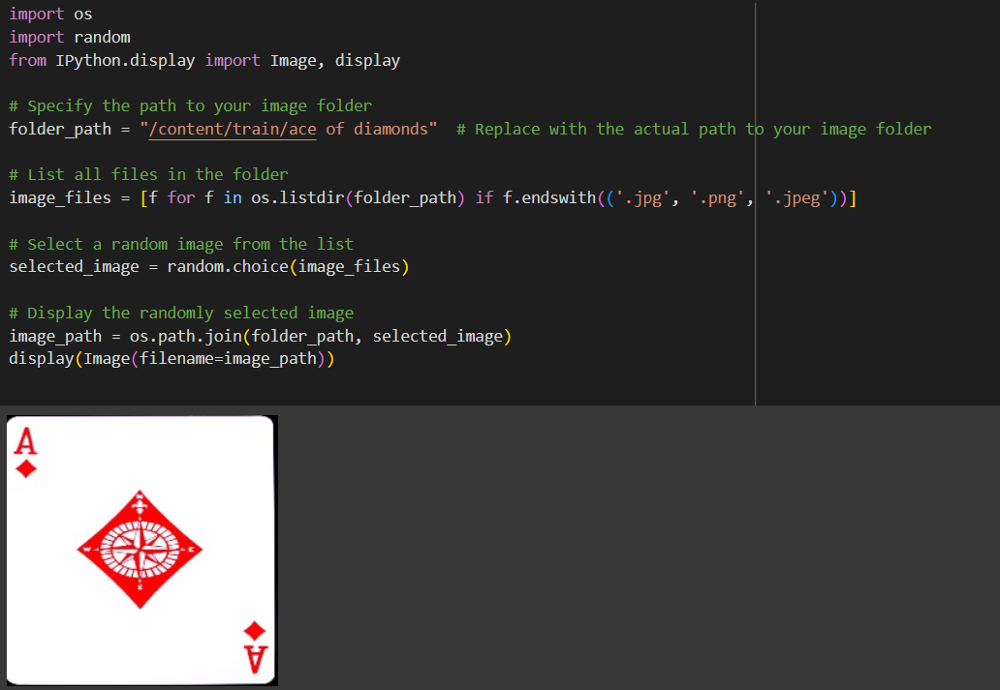 import os
import random
from IPython.display import Image, display
# Specify the path to your image folder
folder_path = "/content/train/ace of diamonds"  # Replace with the actual path to your image folder
# List all files in the folder
image_files = [f for f in os.listdir(folder_path) if f.endswith(('.jpg', '.png', '.jpeg'))]
# Select a random image from the list
selected_image = random.choice(image_files)
# Display the randomly selected image
image_path = os.path.join(folder_path, selected_image)
display(Image(filename=image_path))
A
N
W E
S
A